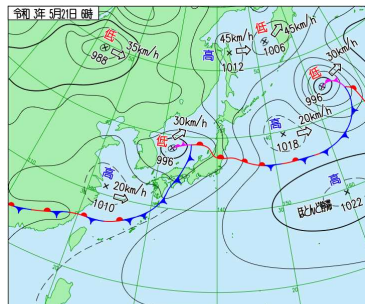 令和 3年 5月21日 6時
低
988
35km/h
高
1012
45km/h
低
1006
45km/h
低
996
30km/h
高
1018
20km/h
低
996
30km/h
高
1010
20km/h
高
ほとんど停滞
1022